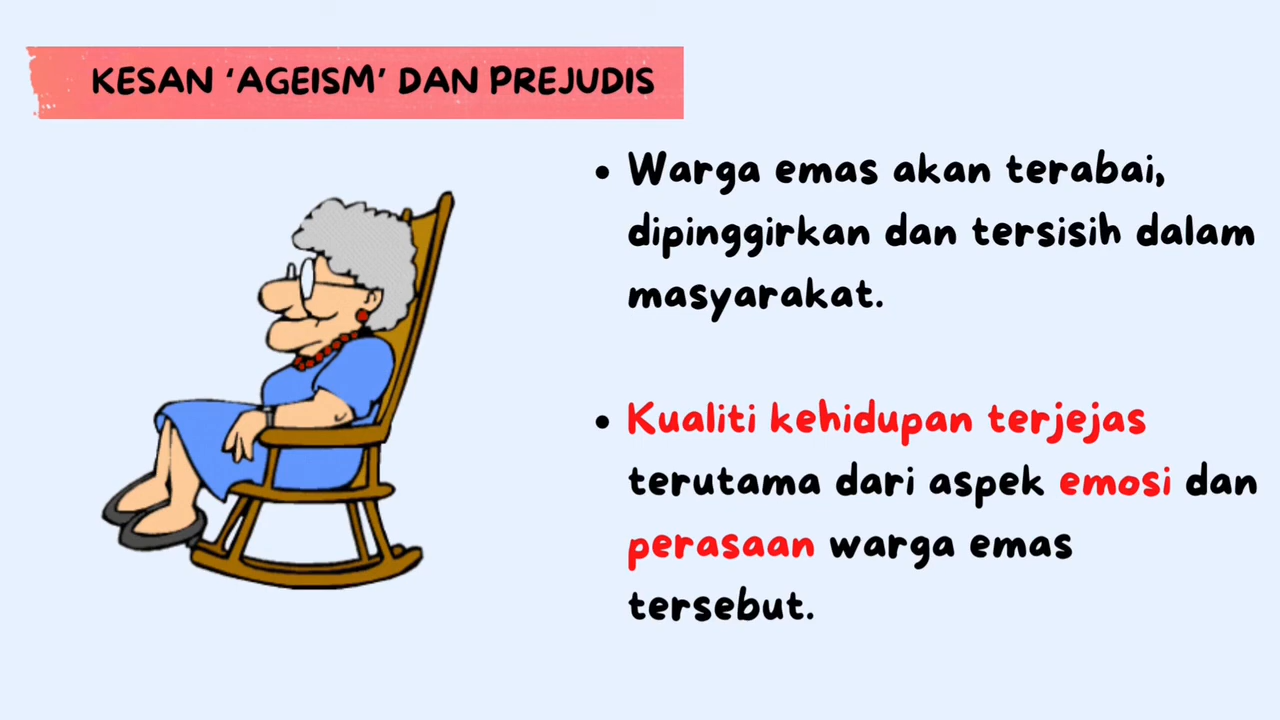 KESAN ‘AGEISM’ DAN PREJUDIS
• Warga emas akan terabai,
dipinggirkan dan tersisih dalam
masyarakat.
• Kualiti kehidupan terjejas
terutama dari aspek emosi dan
perasaan warga emas
tersebut.